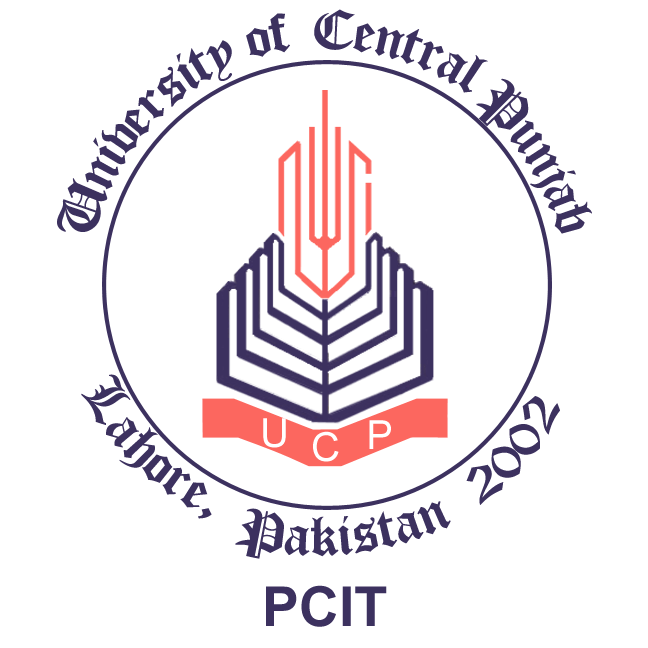 University of Central Punjab
UCP
Lahore, Pakistan 2002
PCIT